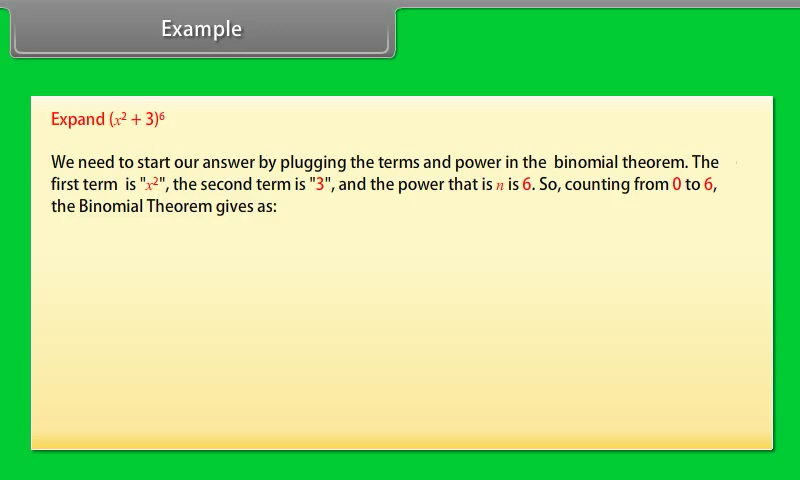 Example
Expand (x² + 3)⁶
We need to start our answer by plugging the terms and power in the binomial theorem. The
first term is "x²", the second term is "3", and the power that is n is 6. So, counting from 0 to 6,
the Binomial Theorem gives as: